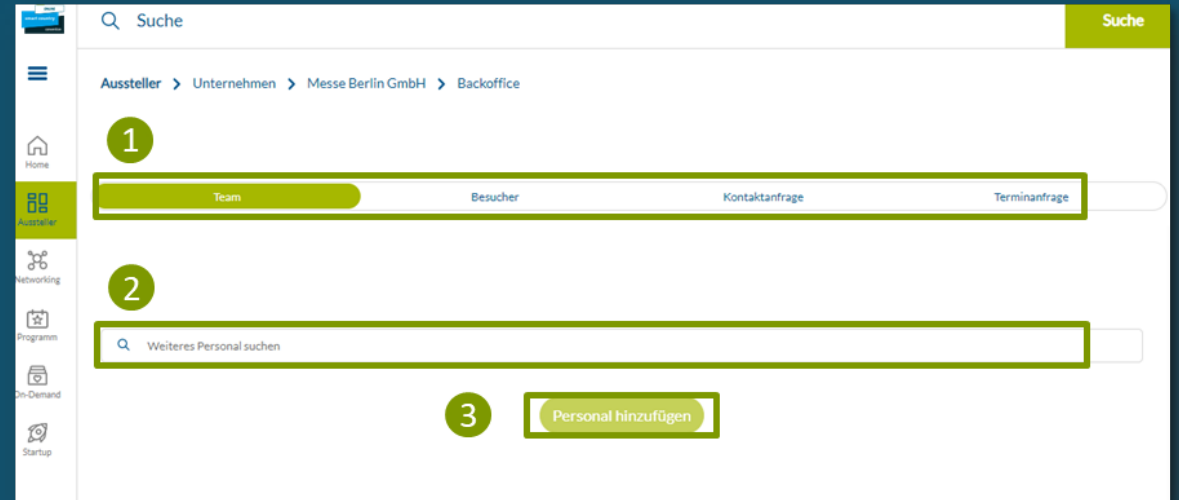 Suche
Suche
Aussteller > Unternehmen > Messe Berlin GmbH > Backoffice
1
Home
Team Besucher Kontaktanfrage Terminanfrage
Aussteller
Networking
2
Programm
Weiteres Personal suchen
On-Demand
3 Personal hinzufügen
Startup